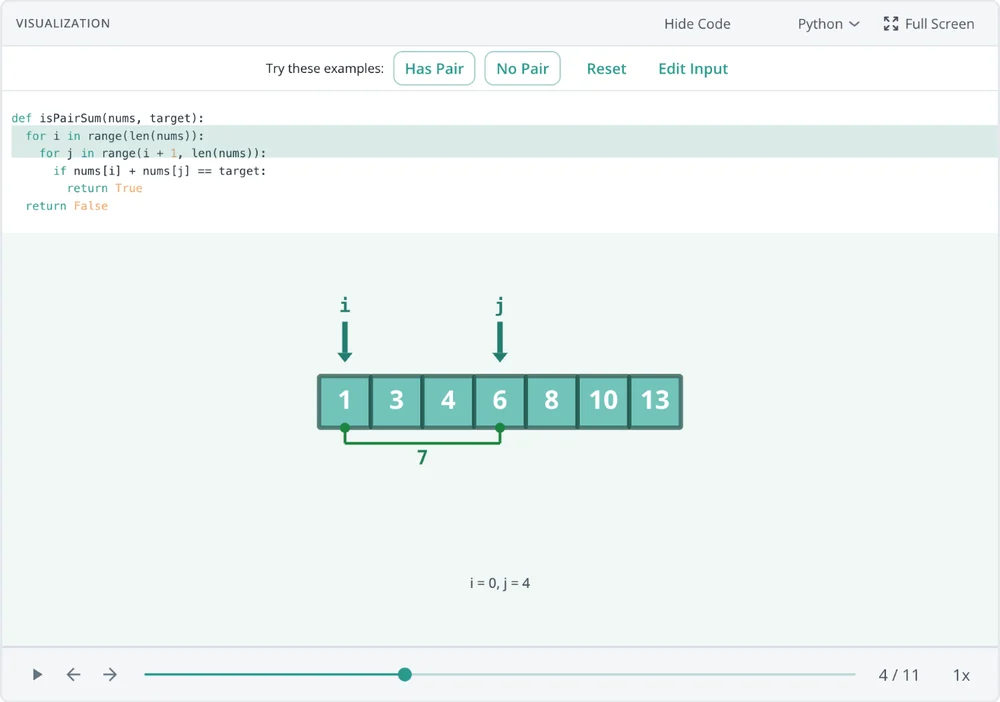 VISUALIZATION Hide Code Python Full Screen
Try these examples: Has Pair No Pair Reset Edit Input
def isPairSum(nums, target):
  for i in range(len(nums)):
    for j in range(i + 1, len(nums)):
      if nums[i] + nums[j] == target:
        return True
  return False
i j
1 3 4 6 8 10 13
7
i = 0, j = 4
4 / 11 1x